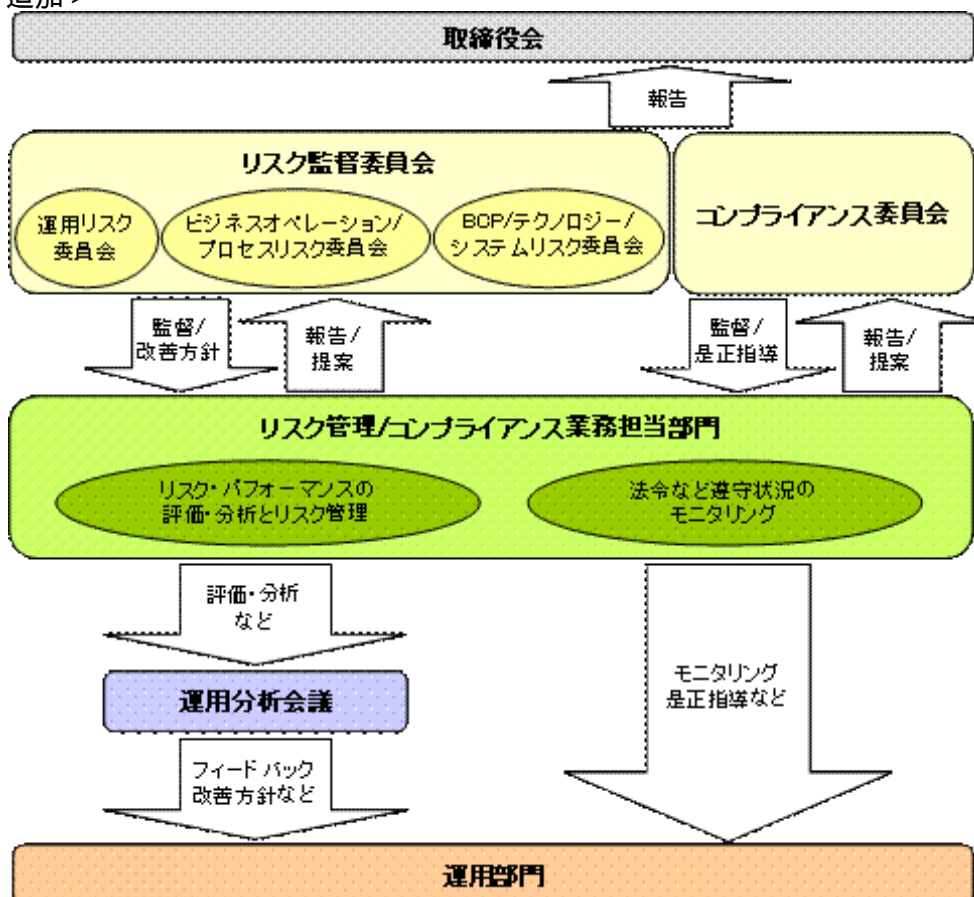 追加>
取締役会
報告
リスク監督委員会
運用リスク
委員会
ビジネスオペレーション/
プロセスリスク委員会
BCP/テクノロジー/
システムリスク委員会
コンプライアンス委員会
監督/
改善方針
報告/
提案
監督/
是正指導
報告/
提案
リスク管理/コンプライアンス業務担当部門
リスク・パフォーマンスの
評価・分析とリスク管理
法令など遵守状況の
モニタリング
評価・分析
など
運用分析会議
モニタリング
是正指導など
フィードバック
改善方針など
運用部門